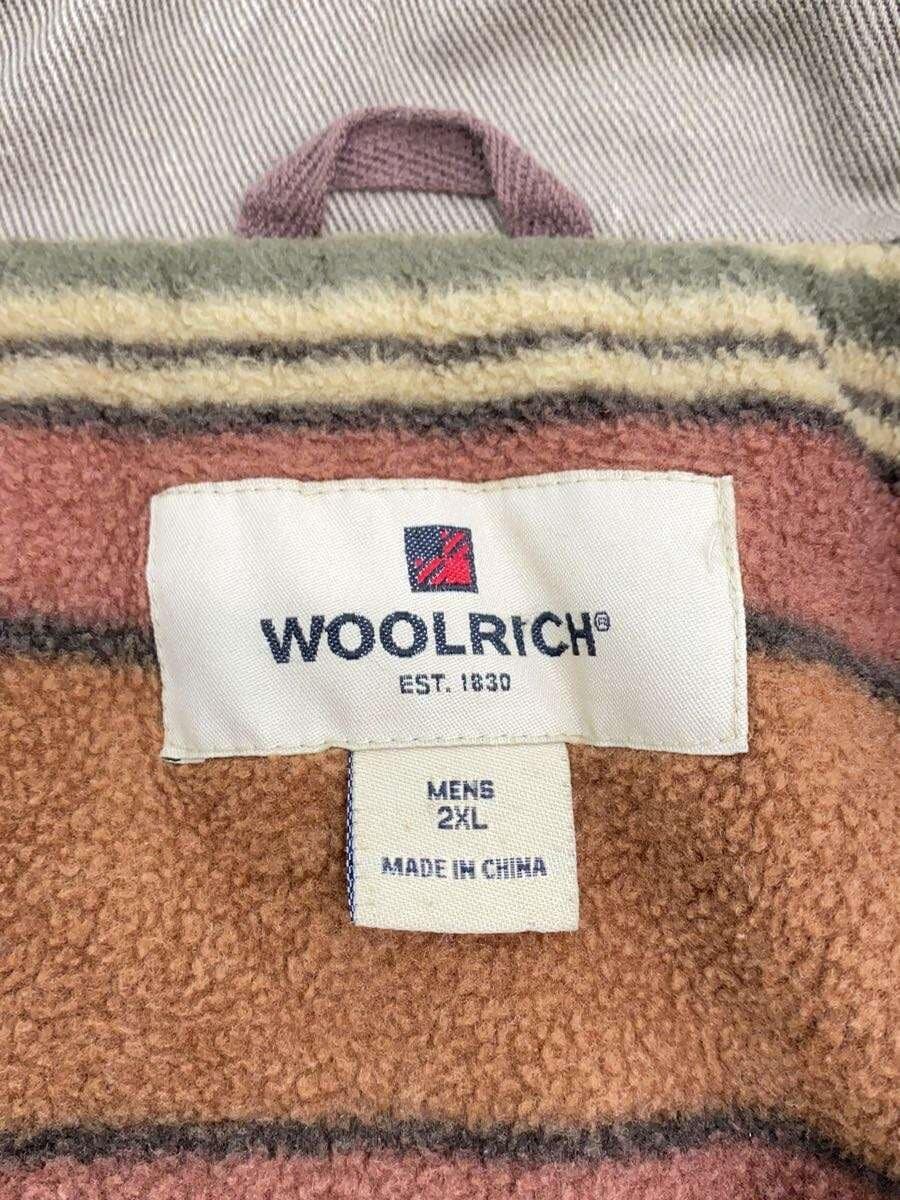 WOOLRICH®
EST. 1830
MENS
2XL
MADE IN CHINA